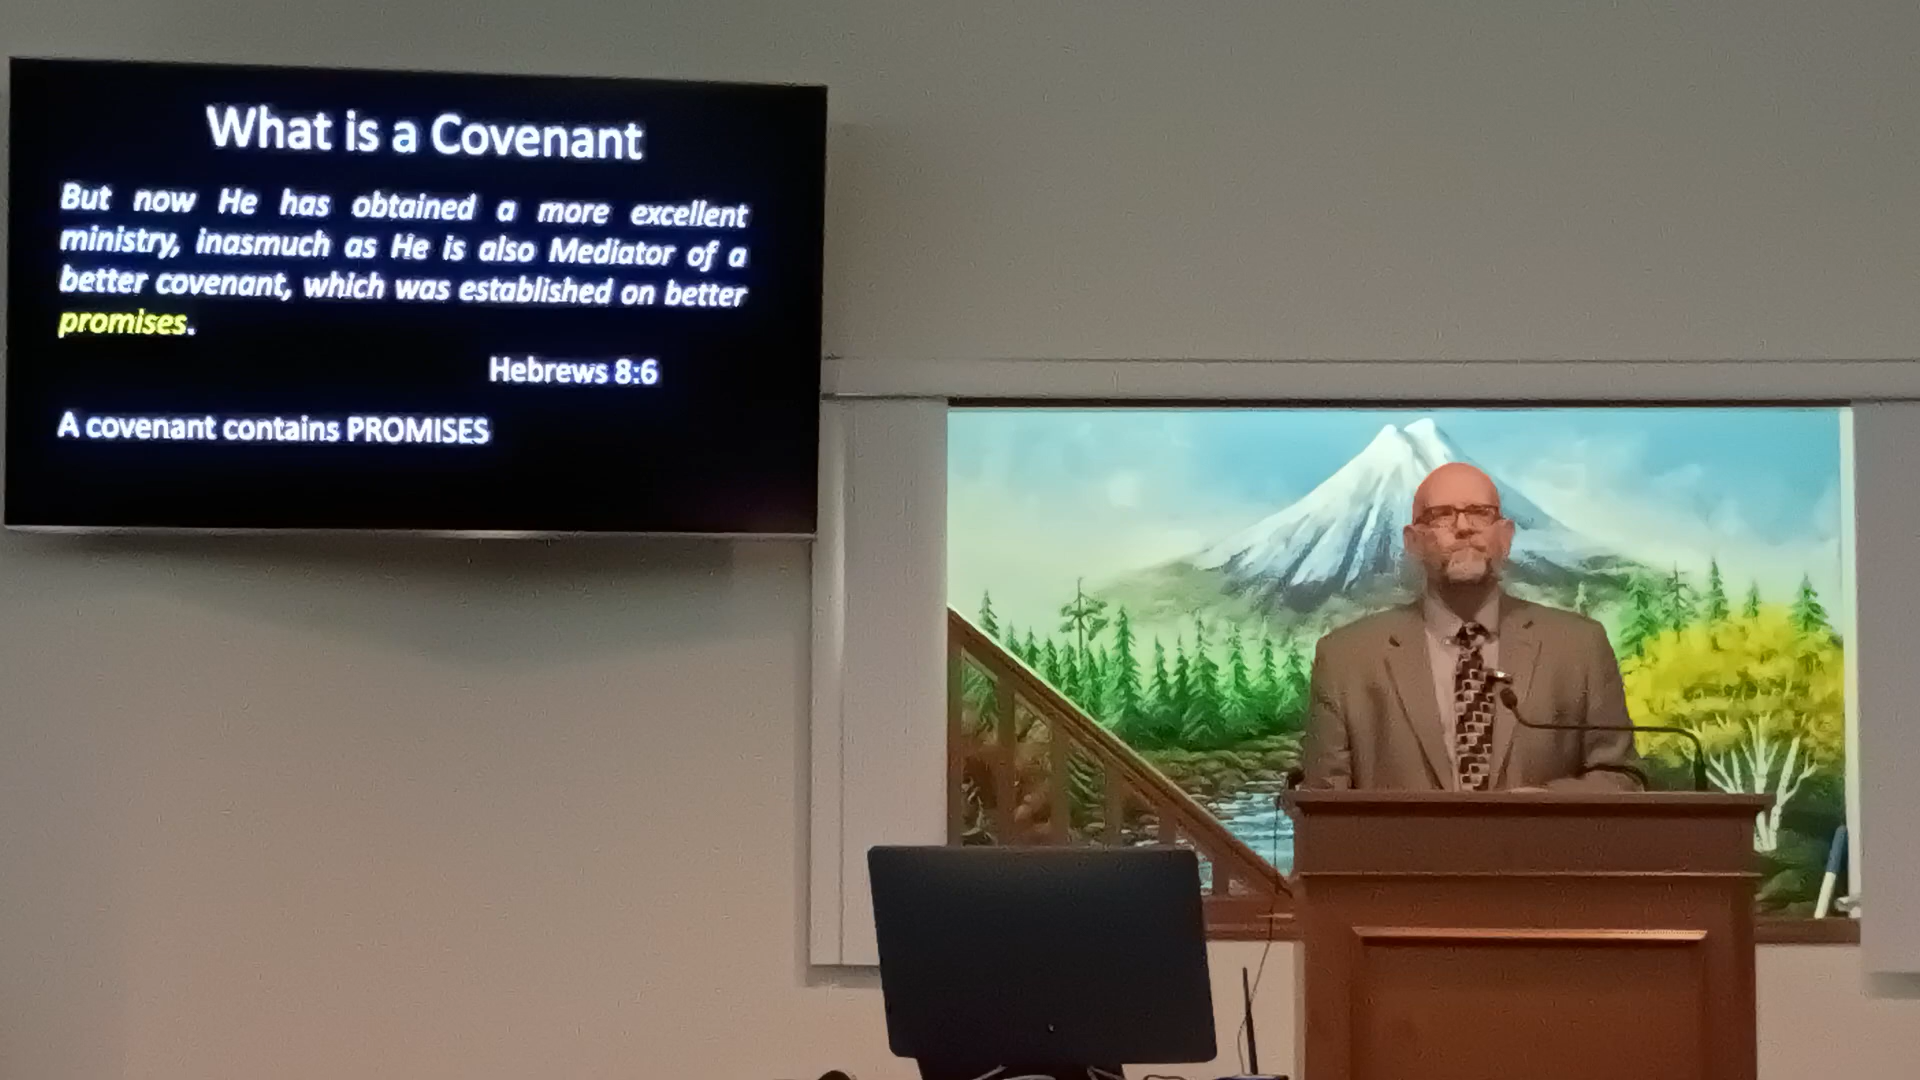 What is a Covenant
But now He has obtained a more excellent
ministry, inasmuch as He is also Mediator of a
better covenant, which was established on better
promises.
Hebrews 8:6
A covenant contains PROMISES